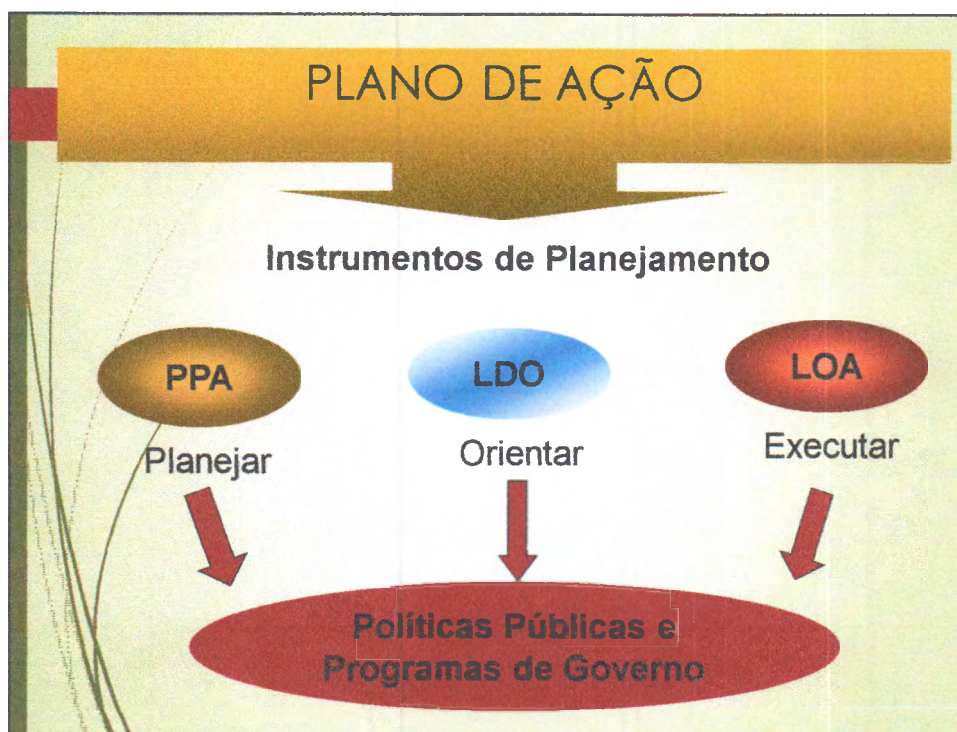 PLANO DE AÇÃO
Instrumentos de Planejamento
PPA
LDO
LOA
Planejar
Orientar
Executar
Políticas Públicas e
Programas de Governo